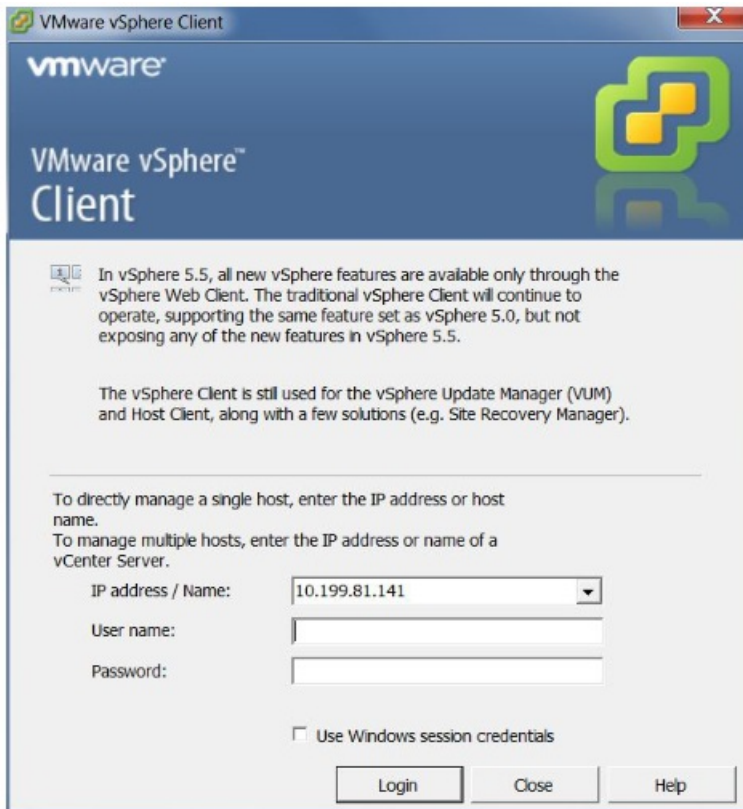 VMware vSphere Client
X
vmware
VMware vSphere™
Client
In vSphere 5.5, all new vSphere features are available only through the
vSphere Web Client. The traditional vSphere Client will continue to
operate, supporting the same feature set as vSphere 5.0, but not
exposing any of the new features in vSphere 5.5.
The vSphere Client is still used for the vSphere Update Manager (VUM)
and Host Client, along with a few solutions (e.g. Site Recovery Manager).
To directly manage a single host, enter the IP address or host
name.
To manage multiple hosts, enter the IP address or name of a
vCenter Server.
IP address / Name: 10.199.81.141
User name:
Password:
Use Windows session credentials
Login Close Help